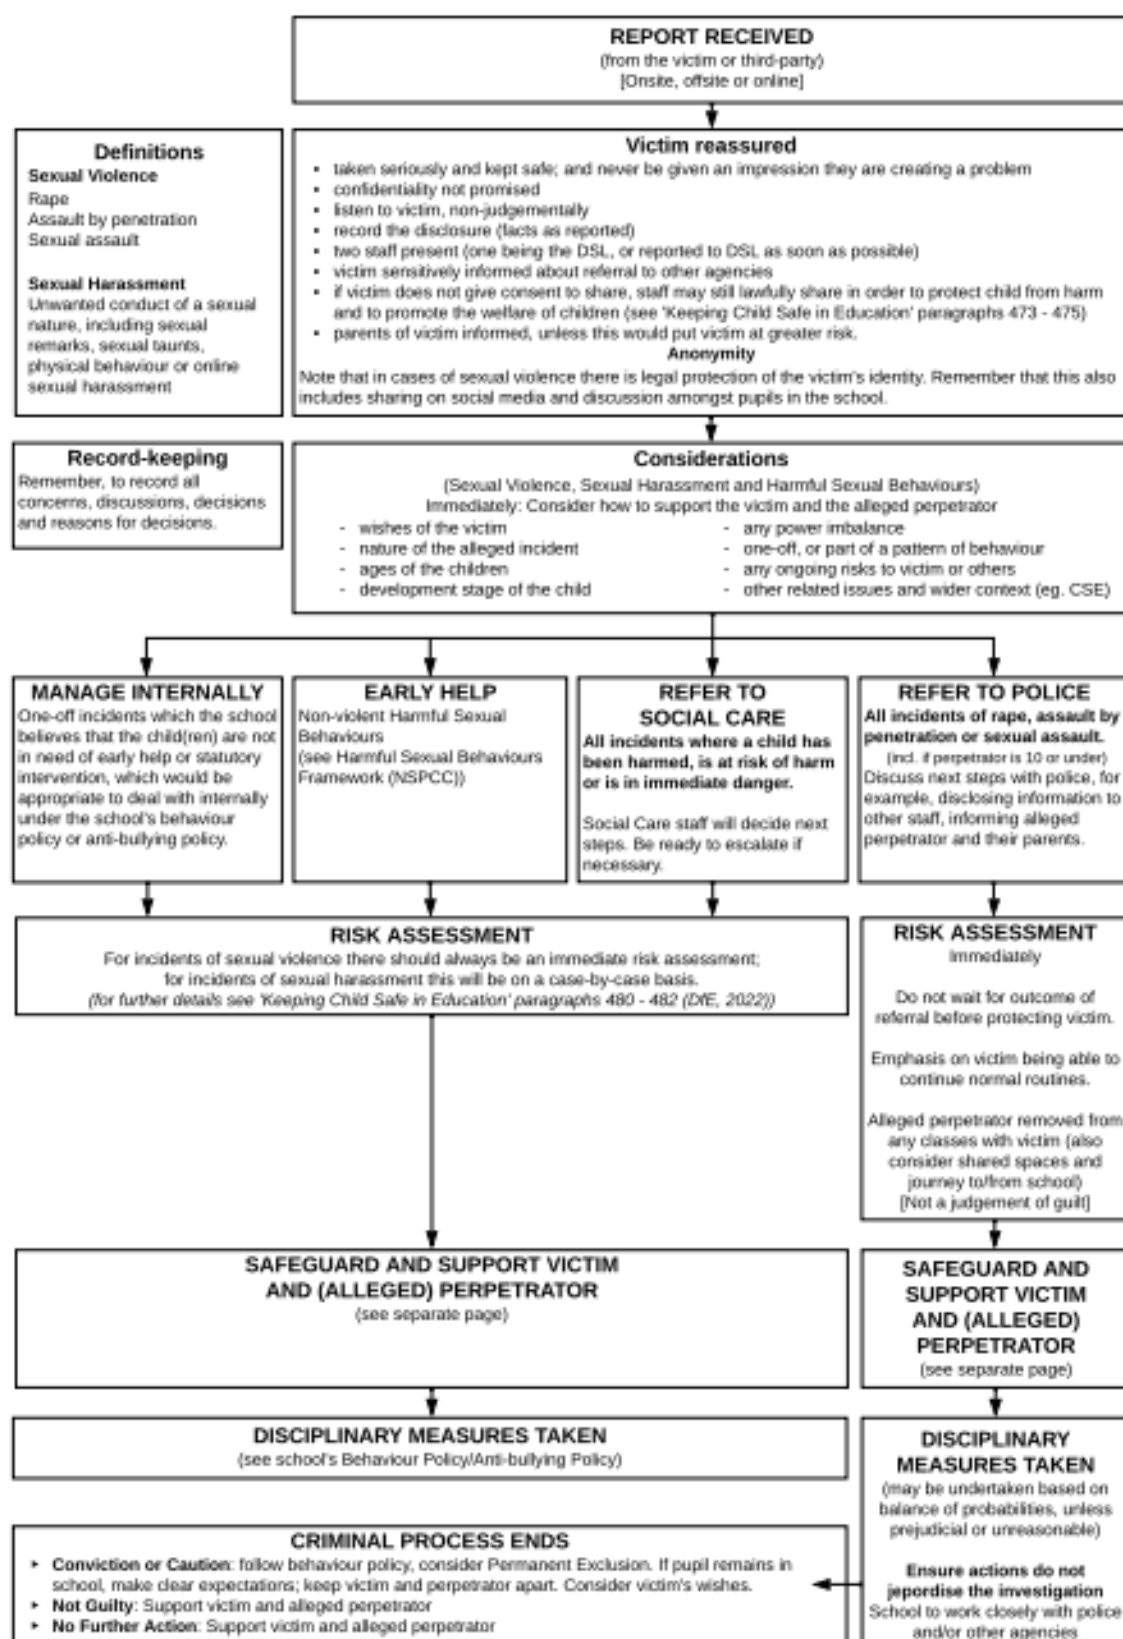 REPORT RECEIVED
(from the victim or third-party)
[Onsite, offsite or online]
Definitions
Sexual Violence
Rape
Assault by penetration
Sexual assault
Sexual Harassment
Unwanted conduct of a sexual
nature, including sexual
remarks, sexual taunts,
physical behaviour or online
sexual harassment
Victim reassured
▪ taken seriously and kept safe; and never be given an impression they are creating a problem
▪ confidentiality not promised
▪ listen to victim, non-judgementally
▪ record the disclosure (facts as reported)
▪ two staff present (one being the DSL, or reported to DSL as soon as possible)
▪ victim sensitively informed about referral to other agencies
▪ if victim does not give consent to share, staff may still lawfully share in order to protect child from harm
and to promote the welfare of children (see 'Keeping Child Safe in Education' paragraphs 473 - 475)
▪ parents of victim informed, unless this would put victim at greater risk.
Anonymity
Note that in cases of sexual violence there is legal protection of the victim's identity. Remember that this also
includes sharing on social media and discussion amongst pupils in the school.
Record-keeping
Remember, to record all
concerns, discussions, decisions
and reasons for decisions.
Considerations
(Sexual Violence, Sexual Harassment and Harmful Sexual Behaviours)
Immediately: Consider how to support the victim and the alleged perpetrator
- wishes of the victim
- nature of the alleged incident
- ages of the children
- development stage of the child
- any power imbalance
- one-off, or part of a pattern of behaviour
- any ongoing risks to victim or others
- other related issues and wider context (eg. CSE)
MANAGE INTERNALLY
One-off incidents which the school
believes that the child(ren) are not
in need of early help or statutory
intervention, which would be
appropriate to deal with internally
under the school's behaviour
policy or anti-bullying policy.
EARLY HELP
Non-violent Harmful Sexual
Behaviours
(see Harmful Sexual Behaviours
Framework (NSPCC))
REFER TO
SOCIAL CARE
All incidents where a child has
been harmed, is at risk of harm
or is in immediate danger.
Social Care staff will decide next
steps. Be ready to escalate if
necessary.
REFER TO POLICE
All incidents of rape, assault by
penetration or sexual assault.
(incl. if perpetrator is 10 or under)
Discuss next steps with police, for
example, disclosing information to
other staff, informing alleged
perpetrator and their parents.
RISK ASSESSMENT
For incidents of sexual violence there should always be an immediate risk assessment;
for incidents of sexual harassment this will be on a case-by-case basis.
(for further details see 'Keeping Child Safe in Education' paragraphs 480 - 482 (DfE, 2022))
RISK ASSESSMENT
Immediately
Do not wait for outcome of
referral before protecting victim.
Emphasis on victim being able to
continue normal routines.
Alleged perpetrator removed from
any classes with victim (also
consider shared spaces and
journey to/from school)
[Not a judgement of guilt]
SAFEGUARD AND SUPPORT VICTIM
AND (ALLEGED) PERPETRATOR
(see separate page)
SAFEGUARD AND
SUPPORT VICTIM
AND (ALLEGED)
PERPETRATOR
(see separate page)
DISCIPLINARY MEASURES TAKEN
(see school's Behaviour Policy/Anti-bullying Policy)
DISCIPLINARY
MEASURES TAKEN
(may be undertaken based on
balance of probabilities, unless
prejudicial or unreasonable)
Ensure actions do not
jepordise the investigation
School to work closely with police
and/or other agencies
CRIMINAL PROCESS ENDS
‣ Conviction or Caution: follow behaviour policy, consider Permanent Exclusion. If pupil remains in
school, make clear expectations; keep victim and perpetrator apart. Consider victim's wishes.
‣ Not Guilty: Support victim and alleged perpetrator
‣ No Further Action: Support victim and alleged perpetrator